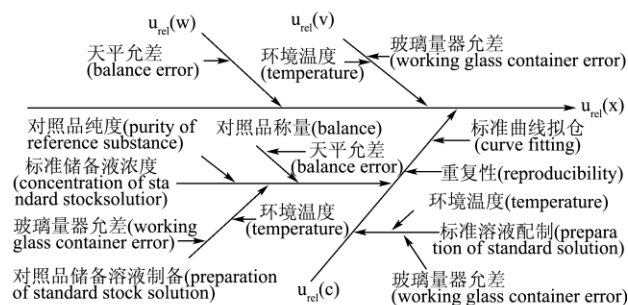 u_rel(w)
u_rel(v)
天平允差
(balance error)
环境温度
(temperature)
玻璃量器允差
(working glass container error)
u_rel(x)
对照品纯度(purity of
reference substance)
对照品称量(balance)
天平允差
(balance error)
标准曲线拟仓
(curve fitting)
标准储备液浓度
(concentration of sta
ndard stocksolutior)
重复性(reproducibility)
环境温度(temperature)
玻璃量器允差(working
glass container error)
环境温度
(temperature)
标准溶液配制(prepara
tion of standard solution)
对照品储备溶液制备(preparation
of standard stock solution)
u_rel(c)
玻璃量器允差
(working glass container error)